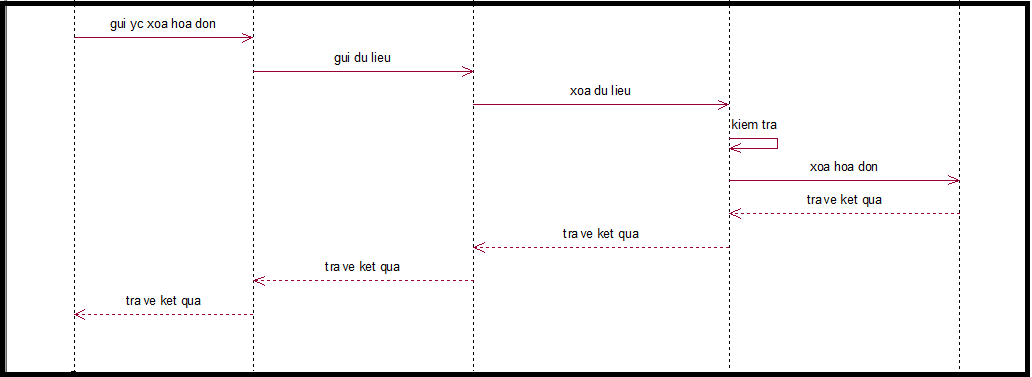 gui yc xoa hoa don
gui du lieu
xoa du lieu
kiem tra
xoa hoa don
tra ve ket qua
tra ve ket qua
tra ve ket qua
tra ve ket qua